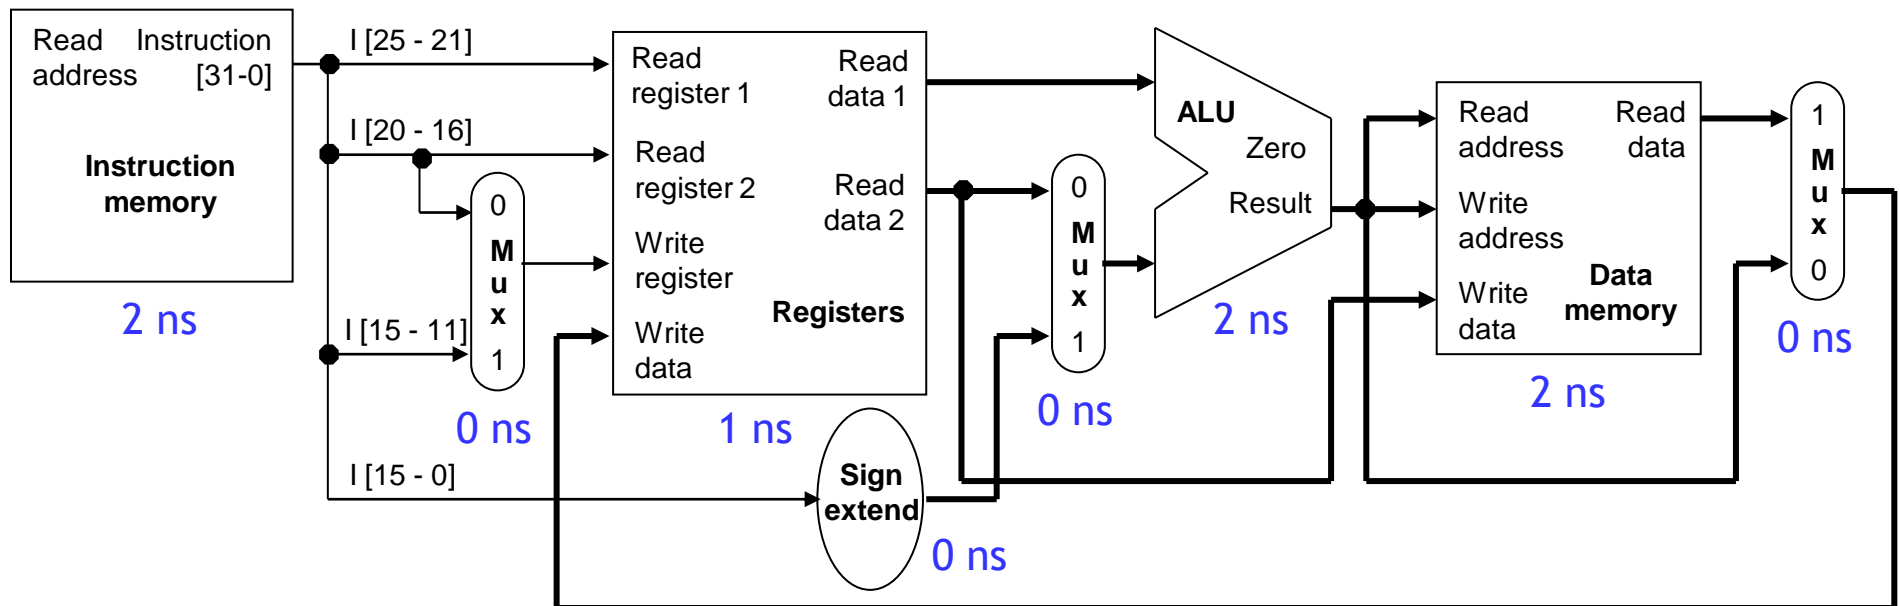 Read Instruction
address [31-0]
Instruction
memory
2 ns
I [25 - 21]
I [20 - 16]
I [15 - 11]
I [15 - 0]
0
M
u
x
1
0 ns
Read
register 1
Read
data 1
Read
register 2
Read
data 2
Write
register
Registers
Write
data
1 ns
Sign
extend
0 ns
0
M
u
x
1
0 ns
ALU
Zero
Result
2 ns
Read
address
Read
data
Write
address
Write
data
Data
memory
2 ns
1
M
u
x
0
0 ns